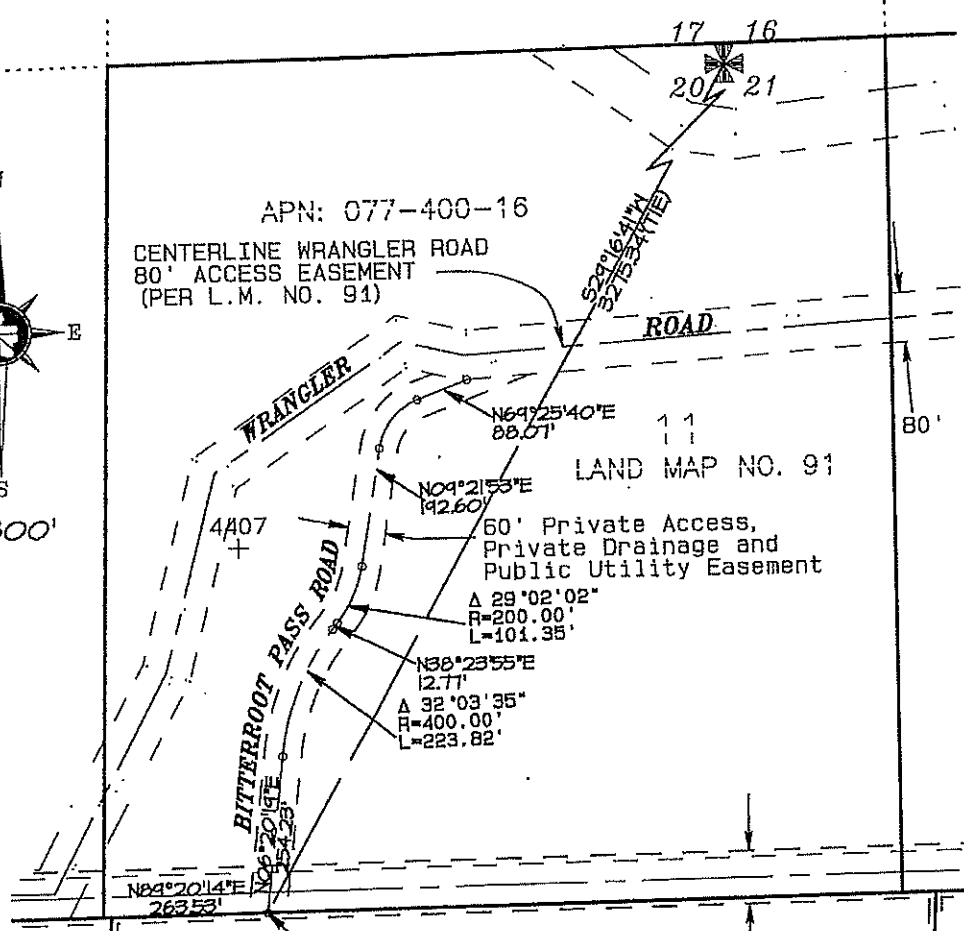 17 16
20 21
APN: 077-400-16
CENTERLINE WRANGLER ROAD
80' ACCESS EASEMENT
(PER L.M. NO. 91)
S29°16'41"W
3275.34'(TIE)
E
ROAD
WRANGLER
N69°25'40"E
88.07'
11
80'
LAND MAP NO. 91
S
00'
N09°21'53"E
192.60'
4407
60' Private Access,
Private Drainage and
Public Utility Easement
BITTERROOT PASS ROAD
Δ 29°02'02"
R=200.00'
L=101.35'
N38°23'55"E
12.77'
Δ 32°03'35"
R=400.00'
L=223.82'
N06°20'19"E
N89°20'14"E
263.53'